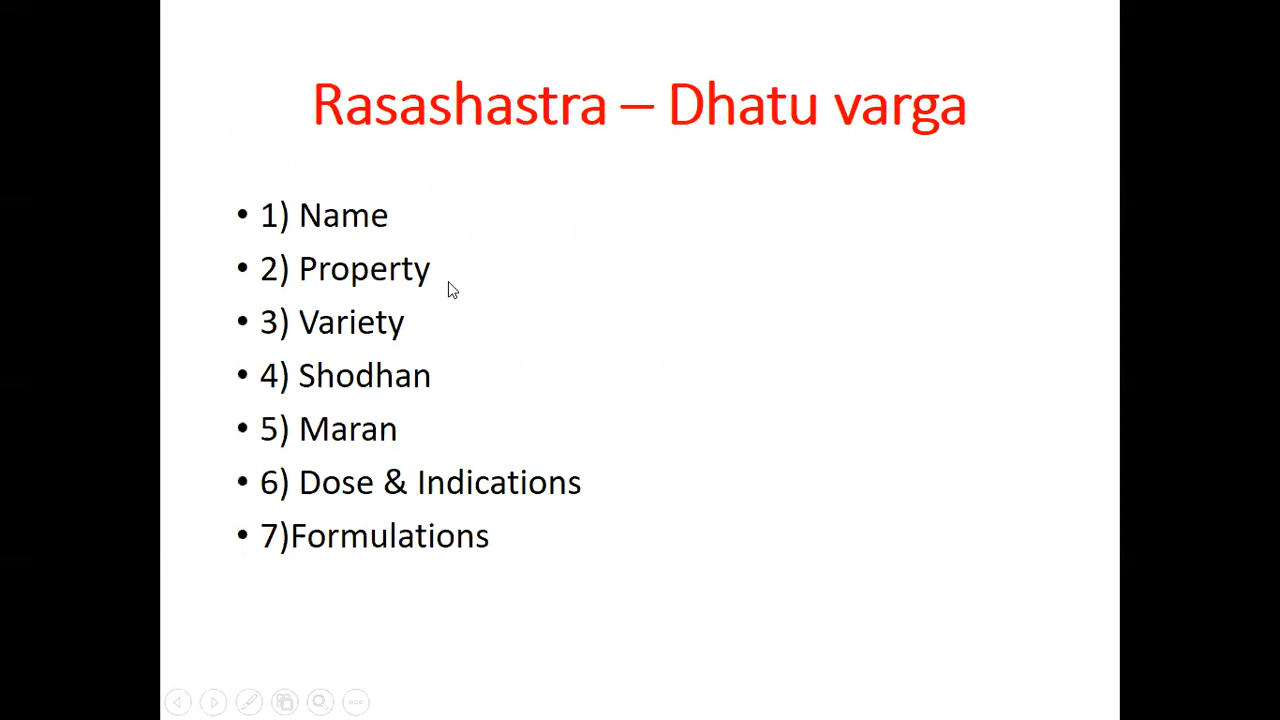 Rasashastra – Dhatu varga
• 1) Name
• 2) Property
• 3) Variety
• 4) Shodhan
• 5) Maran
• 6) Dose & Indications
• 7)Formulations